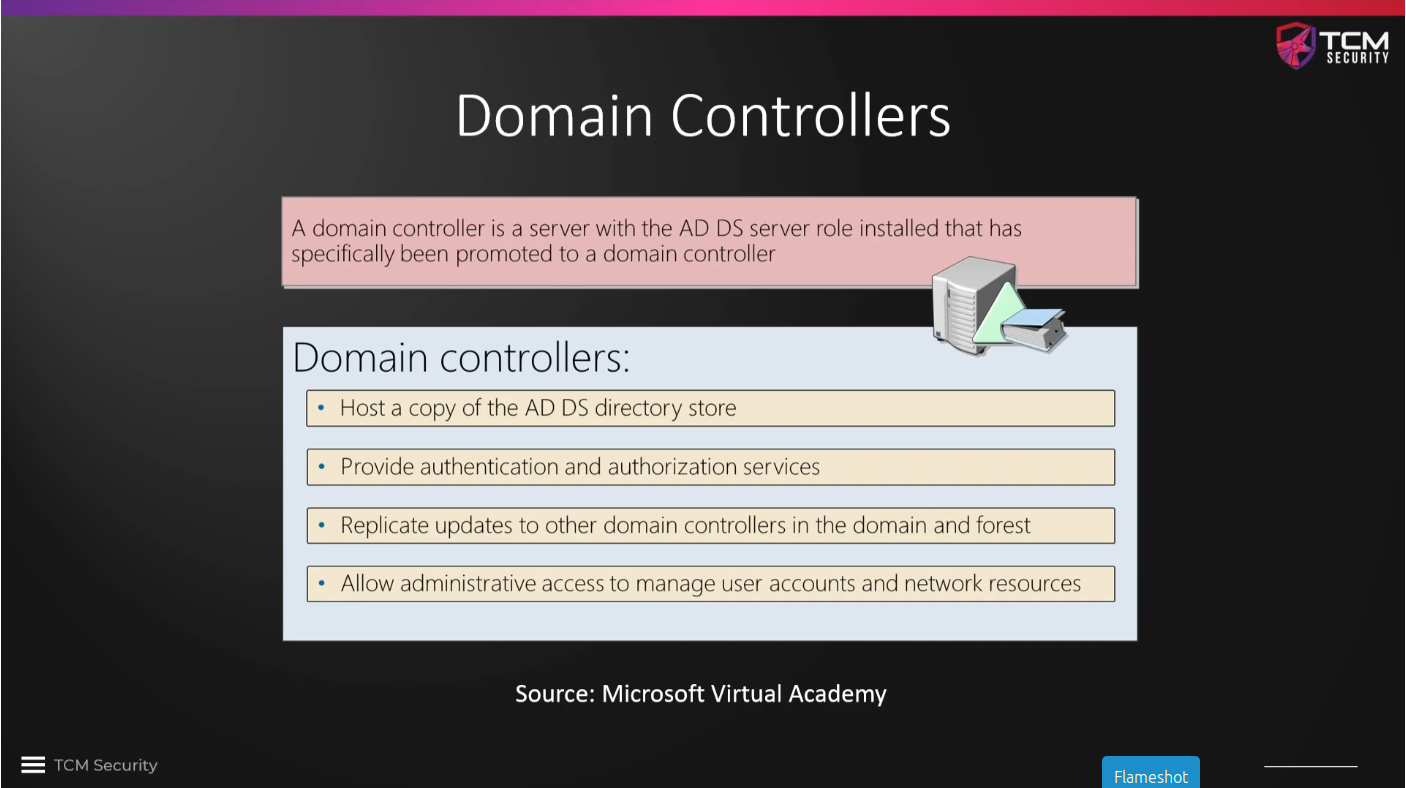 TCM
SECURITY
Domain Controllers
A domain controller is a server with the AD DS server role installed that has
specifically been promoted to a domain controller
Domain controllers:
• Host a copy of the AD DS directory store
• Provide authentication and authorization services
• Replicate updates to other domain controllers in the domain and forest
• Allow administrative access to manage user accounts and network resources
Source: Microsoft Virtual Academy
TCM Security
Flameshot